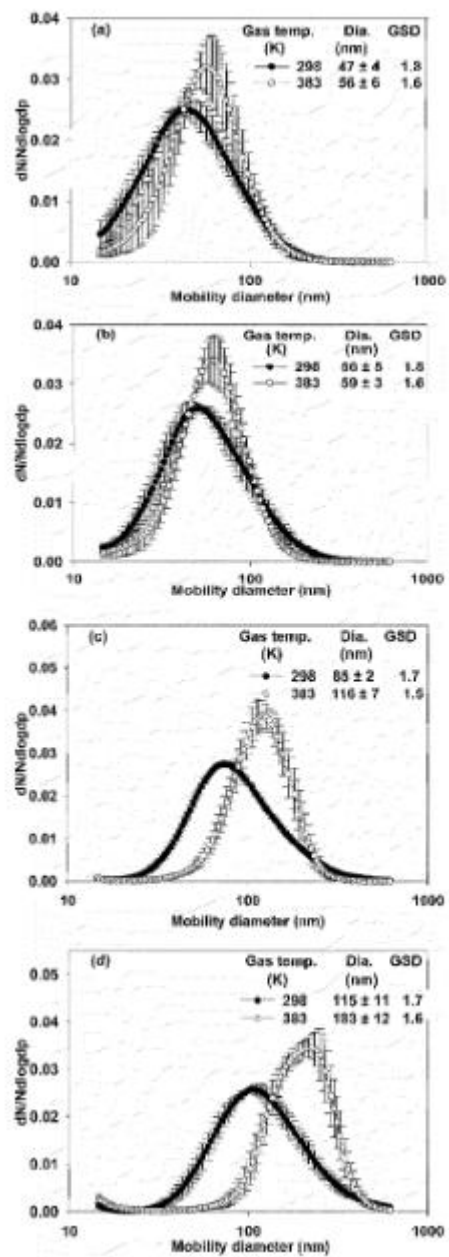 (a) Gas temp. Dia. GSD
(K) (nm)
298 47 ± 4 1.8
383 56 ± 6 1.6
0.04
0.03
0.02
0.01
0.00
dN/Ndlogdp
10 100 1000
Mobility diameter (nm)
(b) Gas temp. Dia. GSD
(K) (nm)
298 ± 5 1.8
383 59 ± 3 1.6
0.04
0.03
0.02
0.01
0.00
dN/Ndlogdp
10 100 1000
Mobility diameter (nm)
(c) Gas temp. Dia. GSD
(K) (nm)
298 ± 2 1.7
383 116 ± 7 1.5
0.06
0.05
0.04
0.03
0.02
0.01
0.00
dN/Ndlogdp
10 100 1000
Mobility diameter (nm)
(d) Gas temp. Dia. GSD
(K) (nm)
298 115 ± 11 1.7
383 183 ± 12 1.6
0.05
0.04
0.03
0.02
0.01
0.00
dN/Ndlogdp
10 100 1000
Mobility diameter (nm)